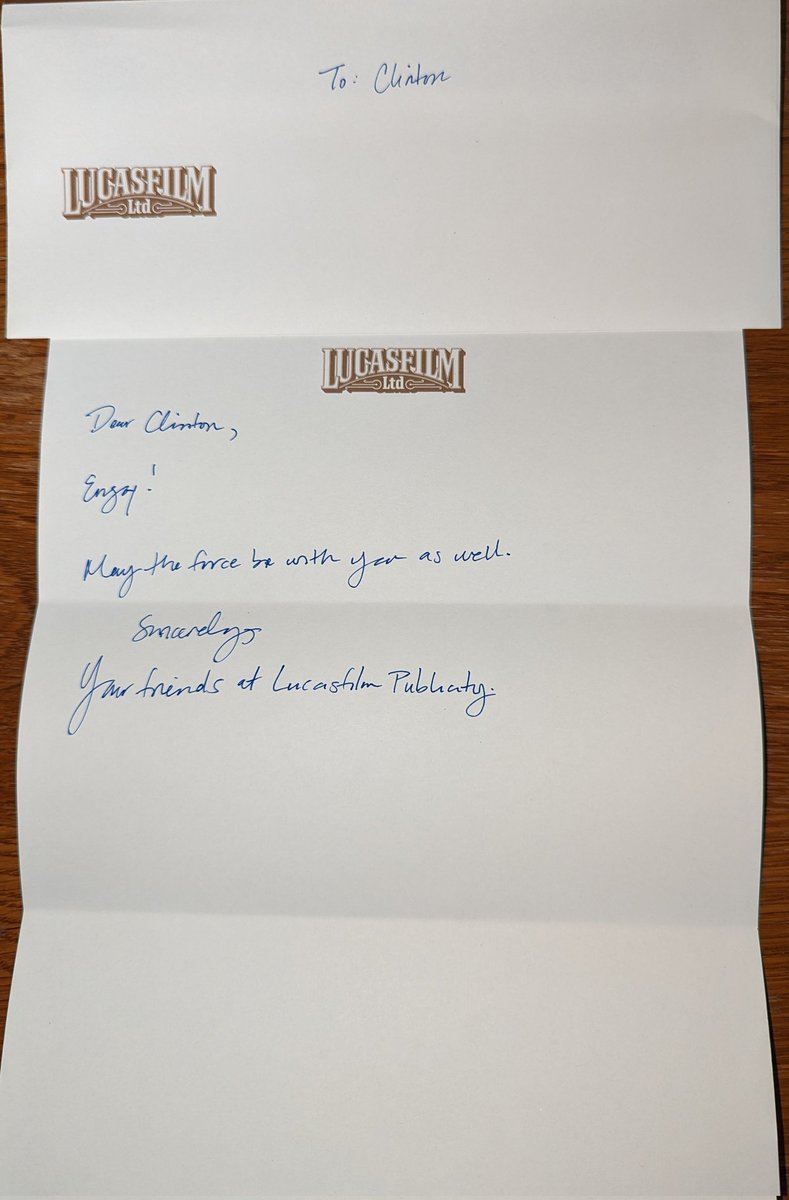 To: Clinton
LUCASFILM
Ltd
LUCASFILM
Ltd
Dear Clinton,
Enjoy!
May the force be with you as well.
Sincerely,
Your friends at Lucasfilm Publicity.